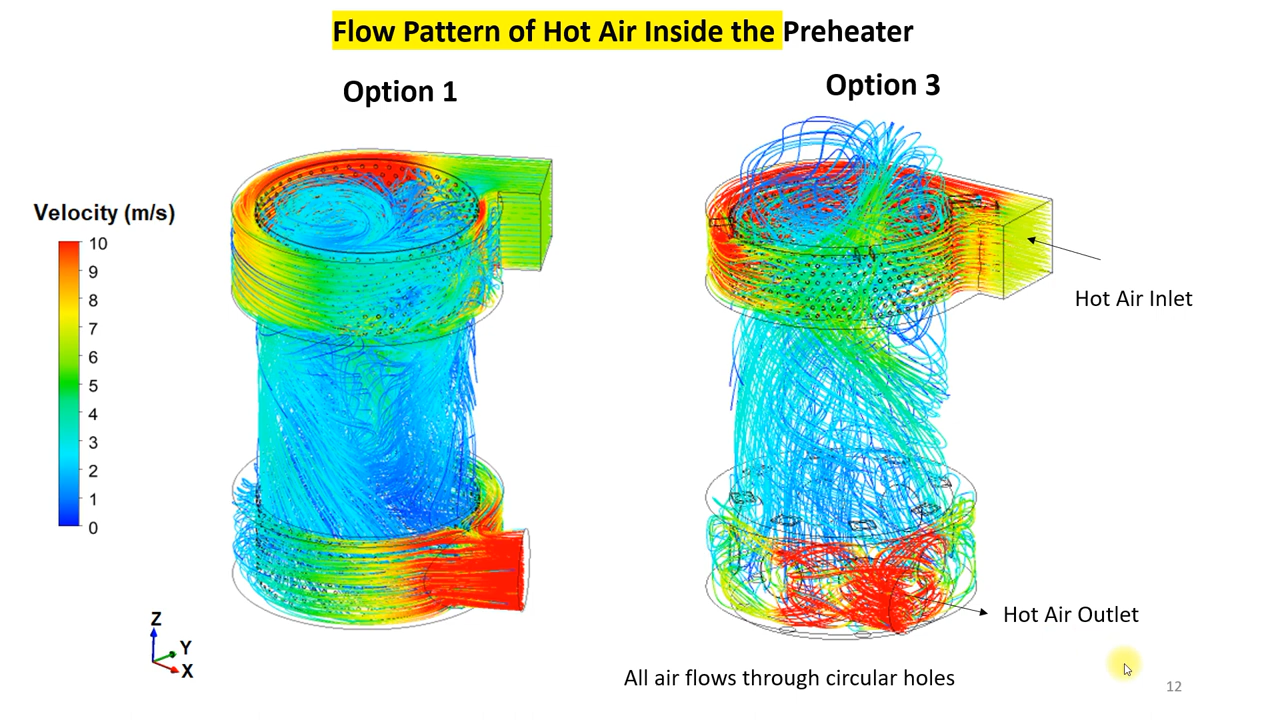 Flow Pattern of Hot Air Inside the Preheater
Option 1
Option 3
Velocity (m/s)
10
9
8
7
6
5
4
3
2
1
0
Hot Air Inlet
Hot Air Outlet
Z
Y
X
All air flows through circular holes
12